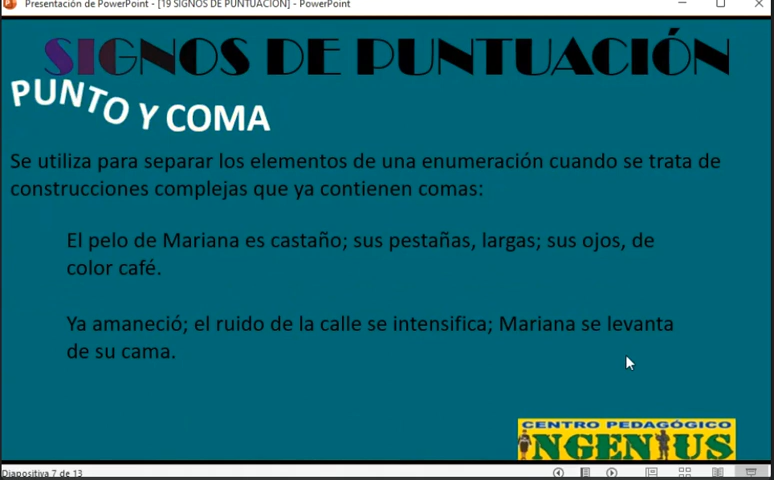 Presentación de PowerPoint - [19 SIGNOS DE PUNTUACIÓN] - PowerPoint
SIGNOS DE PUNTUACIÓN
PUNTO Y COMA
Se utiliza para separar los elementos de una enumeración cuando se trata de
construcciones complejas que ya contienen comas:
El pelo de Mariana es castaño; sus pestañas, largas; sus ojos, de
color café.
Ya amaneció; el ruido de la calle se intensifica; Mariana se levanta
de su cama.
CENTRO PEDAGÓGICO
INGENIUS
Diapositiva 7 de 13